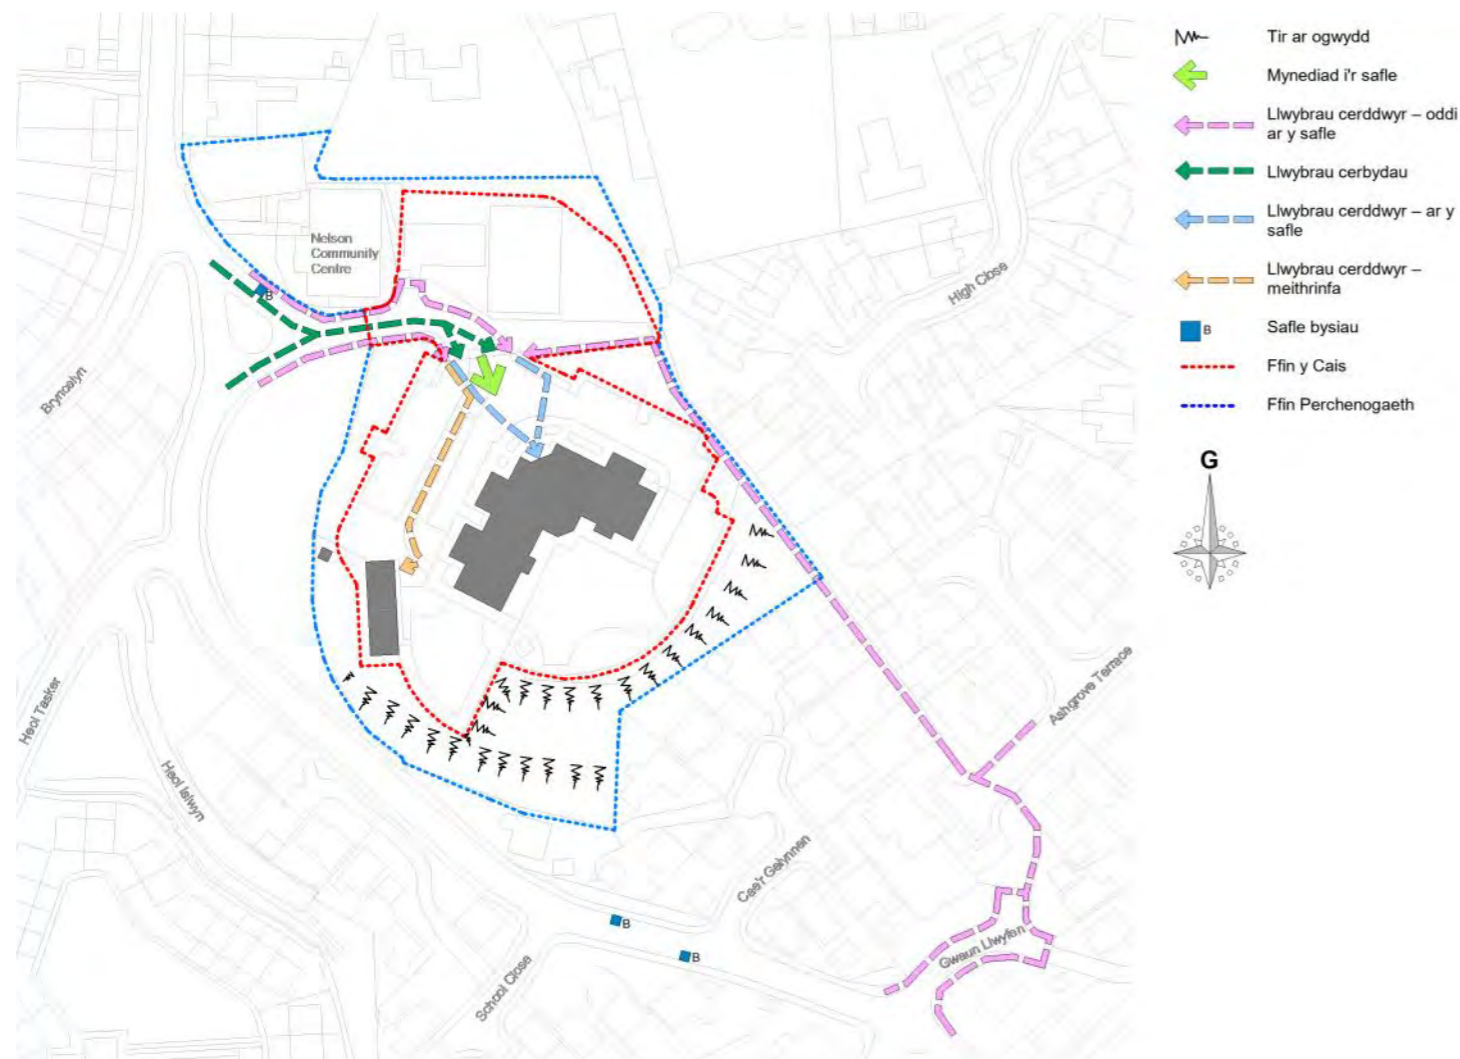 Tir ar ogwydd
Mynediad i'r safle
Llwybrau cerddwyr – oddi
ar y safle
Llwybrau cerbydau
Llwybrau cerddwyr – ar y
safle
Llwybrau cerddwyr –
meithrinfa
B
Safle bysiau
Ffin y Cais
Ffin Perchenogaeth
G
Nelson
Community
Centre
B
High Close
Bryncelyn
Heol Tasker
Heol Islwyn
Ashgrove Terrace
Cae'r Gelynnen
Gwaun Llwyfen
School Close
B
B